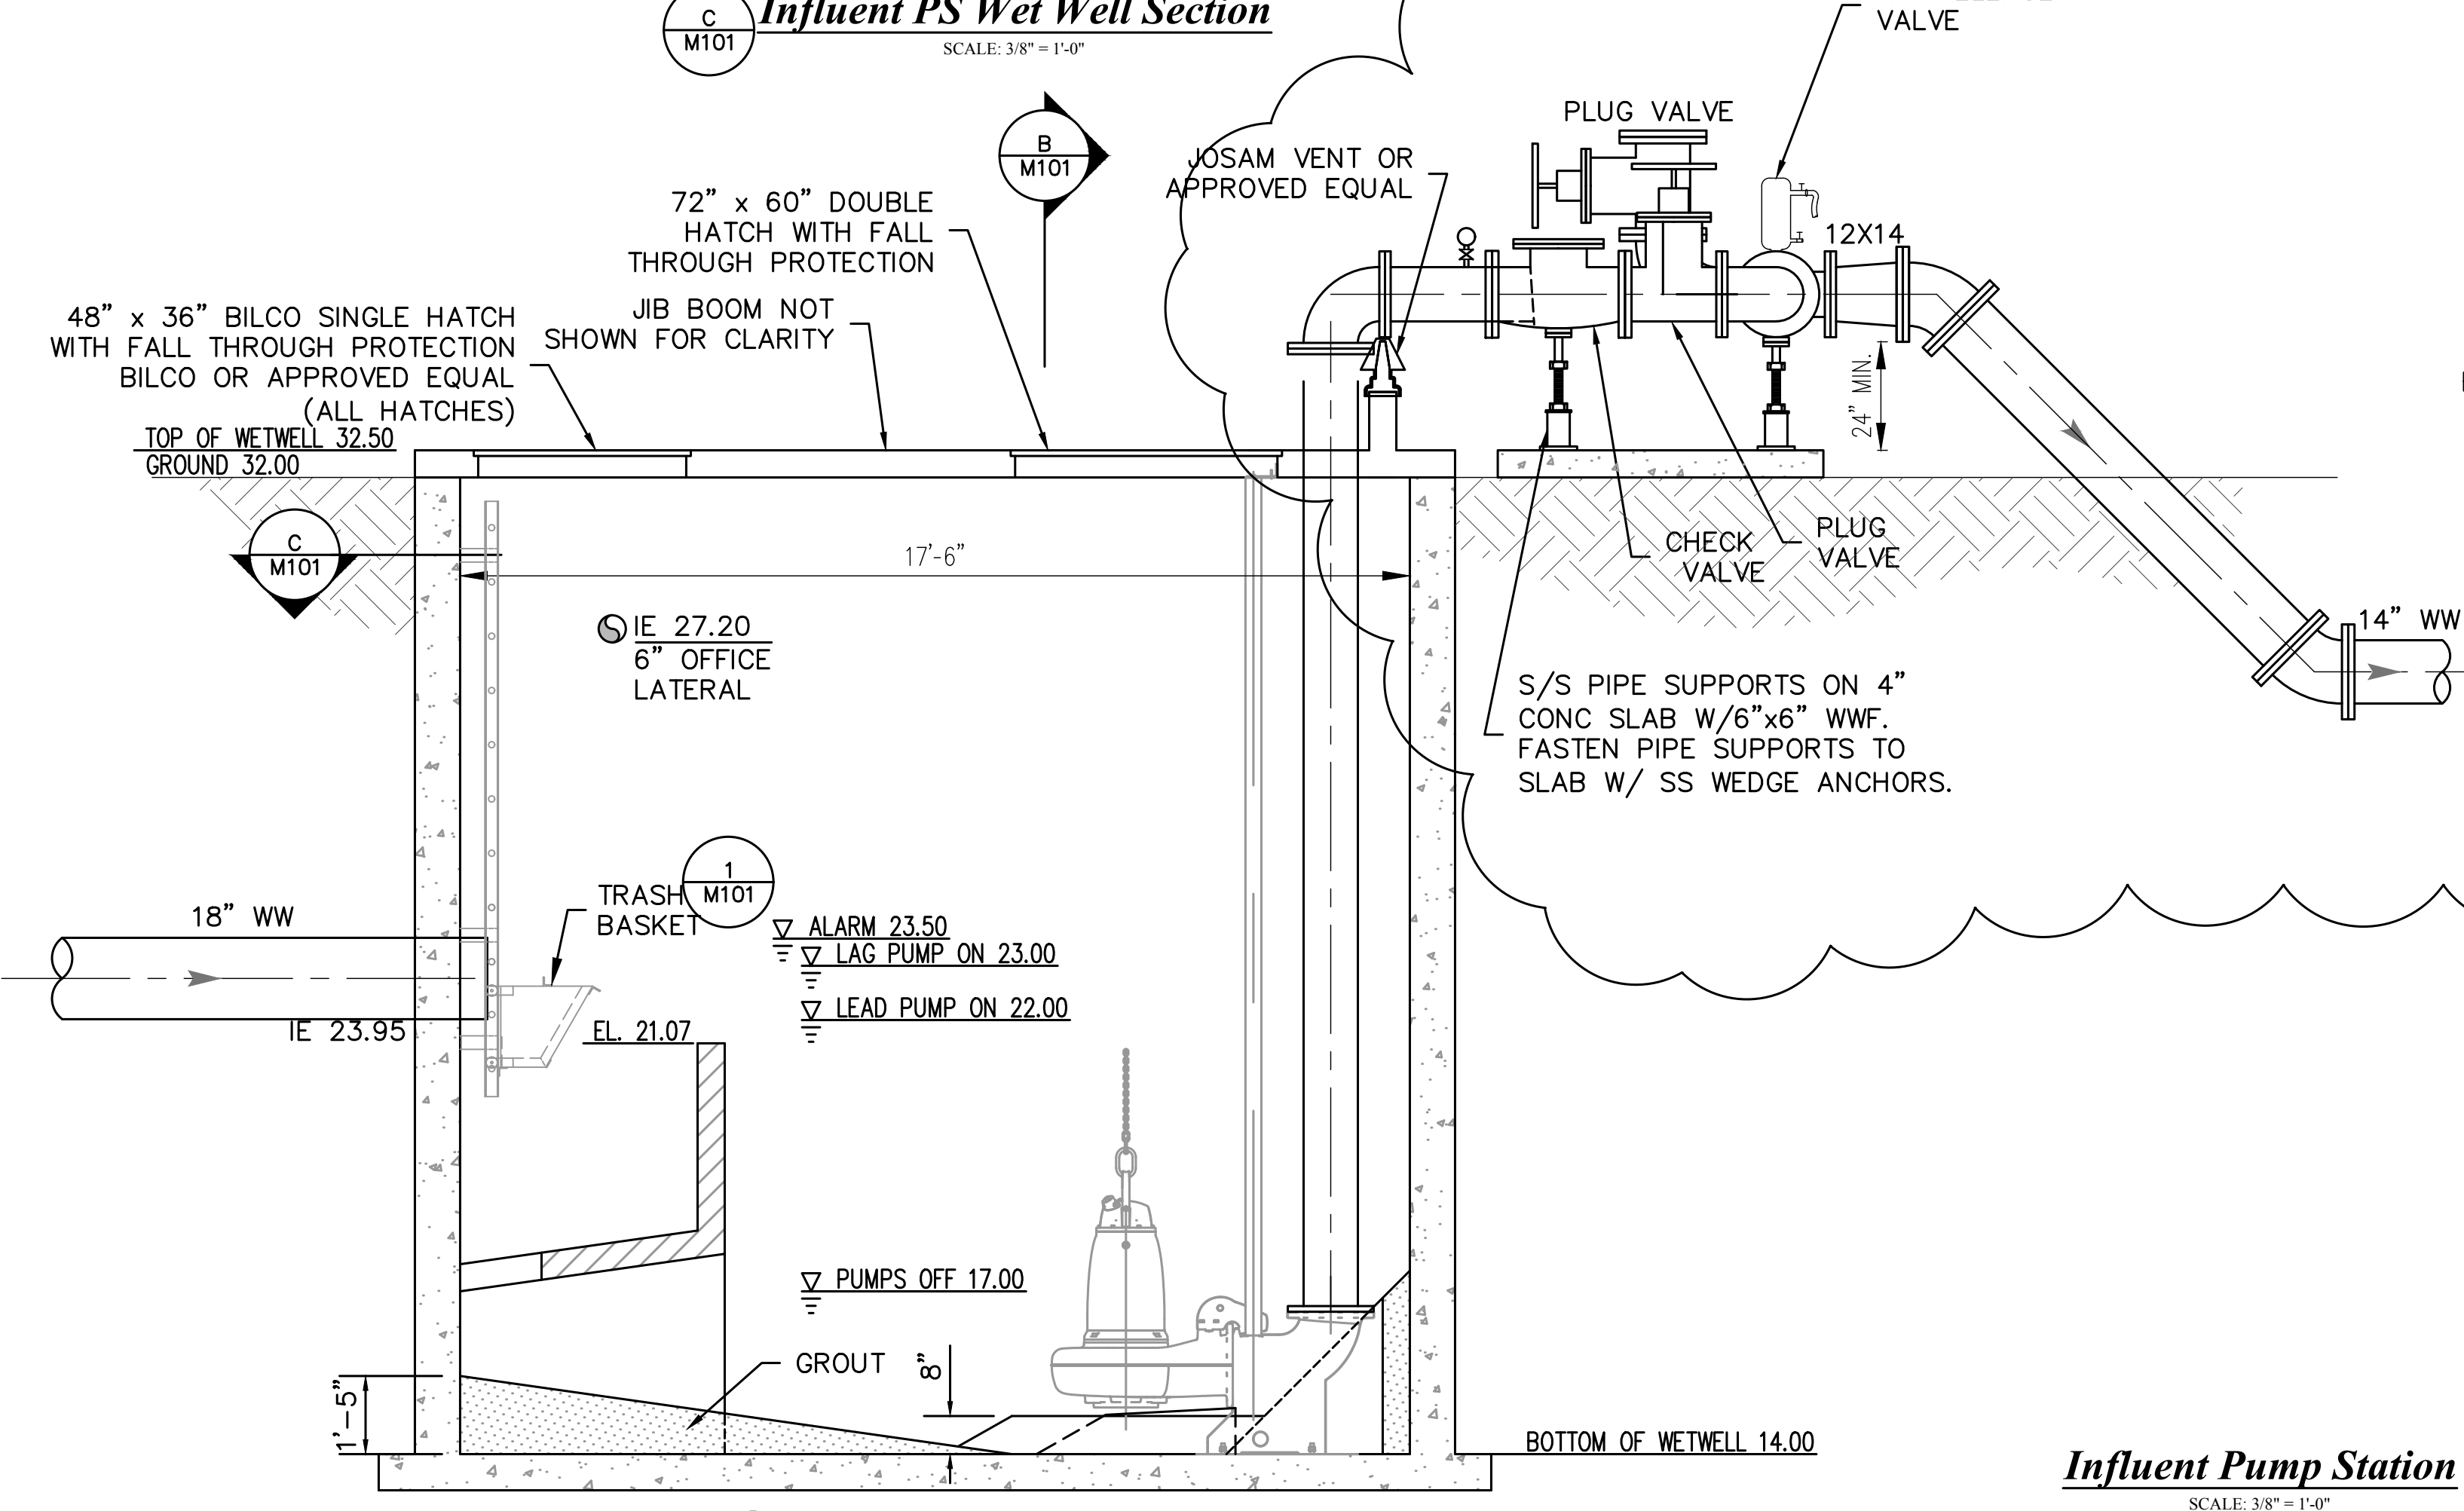 C
M101
Influent PS Wet Well Section
SCALE: 3/8" = 1'-0"
VALVE
B
M101
PLUG VALVE
JOSAM VENT OR
APPROVED EQUAL
72" x 60" DOUBLE
HATCH WITH FALL
THROUGH PROTECTION
12X14
JIB BOOM NOT
SHOWN FOR CLARITY
48" x 36" BILCO SINGLE HATCH
WITH FALL THROUGH PROTECTION
BILCO OR APPROVED EQUAL
(ALL HATCHES)
24" MIN.
TOP OF WETWELL 32.50
GROUND 32.00
C
M101
17'-6"
CHECK
VALVE
PLUG
VALVE
IE 27.20
6" OFFICE
LATERAL
14" WW
S/S PIPE SUPPORTS ON 4"
CONC SLAB W/6"x6" WWF.
FASTEN PIPE SUPPORTS TO
SLAB W/ SS WEDGE ANCHORS.
1
M101
TRASH
BASKET
18" WW
ALARM 23.50
LAG PUMP ON 23.00
LEAD PUMP ON 22.00
IE 23.95
EL. 21.07
PUMPS OFF 17.00
GROUT
8"
1'-5"
BOTTOM OF WETWELL 14.00
Influent Pump Station
SCALE: 3/8" = 1'-0"